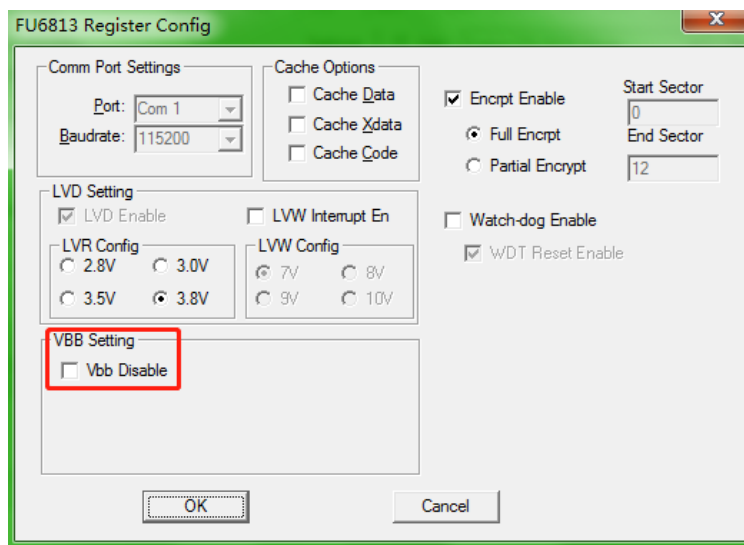 FU6813 Register Config
Comm Port Settings
Port: Com 1
Baudrate: 115200
Cache Options
Cache Data
Cache Xdata
Cache Code
Encrpt Enable
Full Encrpt
Partial Encrypt
Start Sector
0
End Sector
12
LVD Setting
LVD Enable
LVW Interrupt En
LVR Config
2.8V 3.0V
3.5V 3.8V
LVW Config
7V 8V
9V 10V
Watch-dog Enable
WDT Reset Enable
VBB Setting
Vbb Disable
OK
Cancel